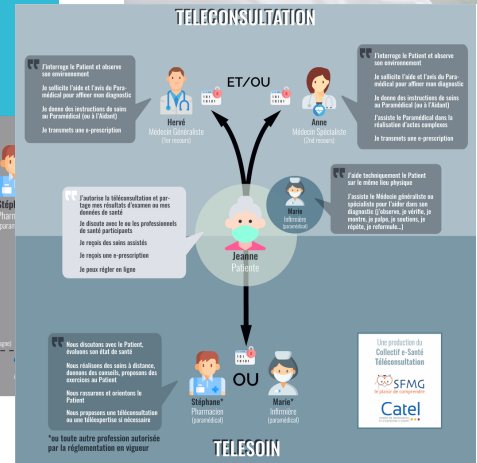 TELECONSULTATION
J'interroge le Patient et observe
son environnement
Je sollicite l'aide et l'avis du Para-
médical pour affiner mon diagnostic
Je donne des instructions de soins
au Paramédical (ou à l'Aidant)
Je transmets une e-prescription
Hervé
Médecin Généraliste
(1er recours)
ET/OU
Anne
Médecin Spécialiste
(2nd recours)
J'interroge le Patient et observe
son environnement
Je sollicite l'aide et l'avis du Para-
médical pour affiner mon diagnostic
Je donne des instructions de soins
au Paramédical (ou à l'Aidant)
J'assiste le Paramédical dans la
réalisation d'actes complexes
Je transmets une e-prescription
J'autorise la téléconsultation et par-
tage mes résultats d'examen ou mes
données de santé
Je discute avec le ou les professionnels
de santé participants
Je reçois des soins assistés
Je reçois une e-prescription
Je peux régler en ligne
Jeanne
Patiente
Marie
Infirmière
(paramédical)
J'aide techniquement le Patient
sur le même lieu physique
J'assiste le Médecin généraliste ou
spécialiste pour l'aider dans son
diagnostic (j'observe, je vérifie, je
montre, je palpe, je soutiens, je
répète, je reformule...)
Nous discutons avec le Patient,
évaluons son état de santé
Nous réalisons des soins à distance,
donnons des conseils, proposons des
exercices au Patient
Nous rassurons et orientons le
Patient
Nous proposons une téléconsultation
ou une téléexpertise si nécessaire
Stéphane*
Pharmacien
(paramédical)
OU
Marie*
Infirmière
(paramédical)
*ou toute autre profession autorisée
par la réglementation en vigueur
TELESOIN
Une production du
Collectif e-Santé
Téléconsultation
SFMG
le plaisir de comprendre
Catel